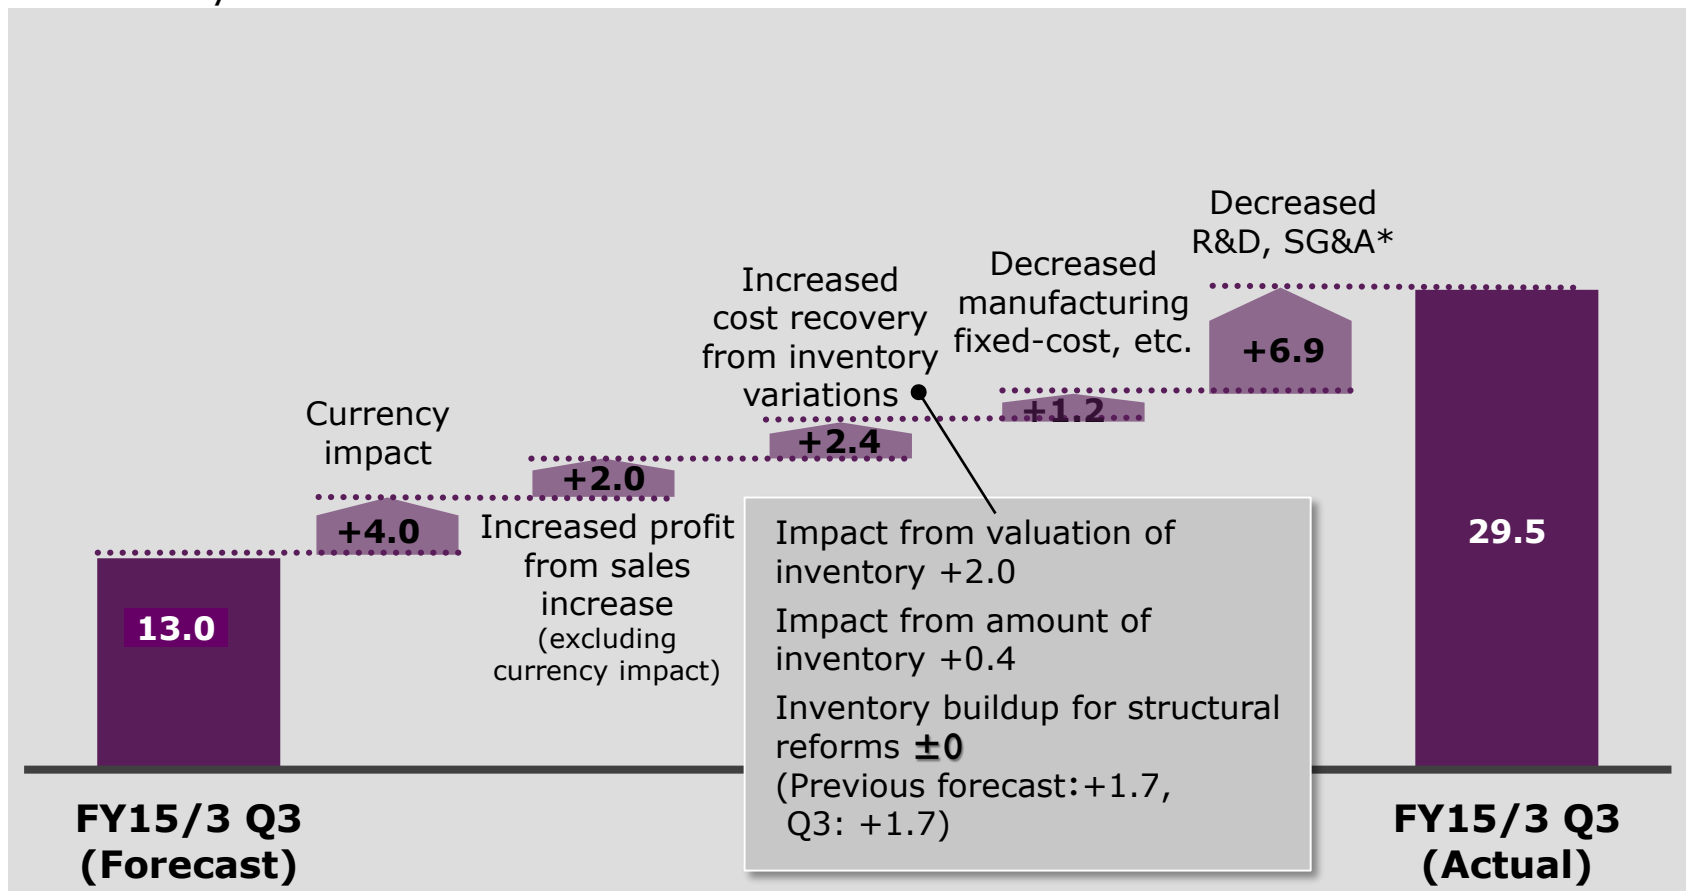 Decreased
R&D, SG&A*
Decreased
manufacturing
fixed-cost, etc.
Increased
cost recovery
from inventory
variations
Currency
impact
+6.9
+1.2
+2.4
+2.0
+4.0
Increased profit
from sales
increase
(excluding
currency impact)
13.0
29.5
Impact from valuation of
inventory +2.0
Impact from amount of
inventory +0.4
Inventory buildup for structural
reforms ±0
(Previous forecast:+1.7,
Q3: +1.7)
FY15/3 Q3
(Forecast)
FY15/3 Q3
(Actual)